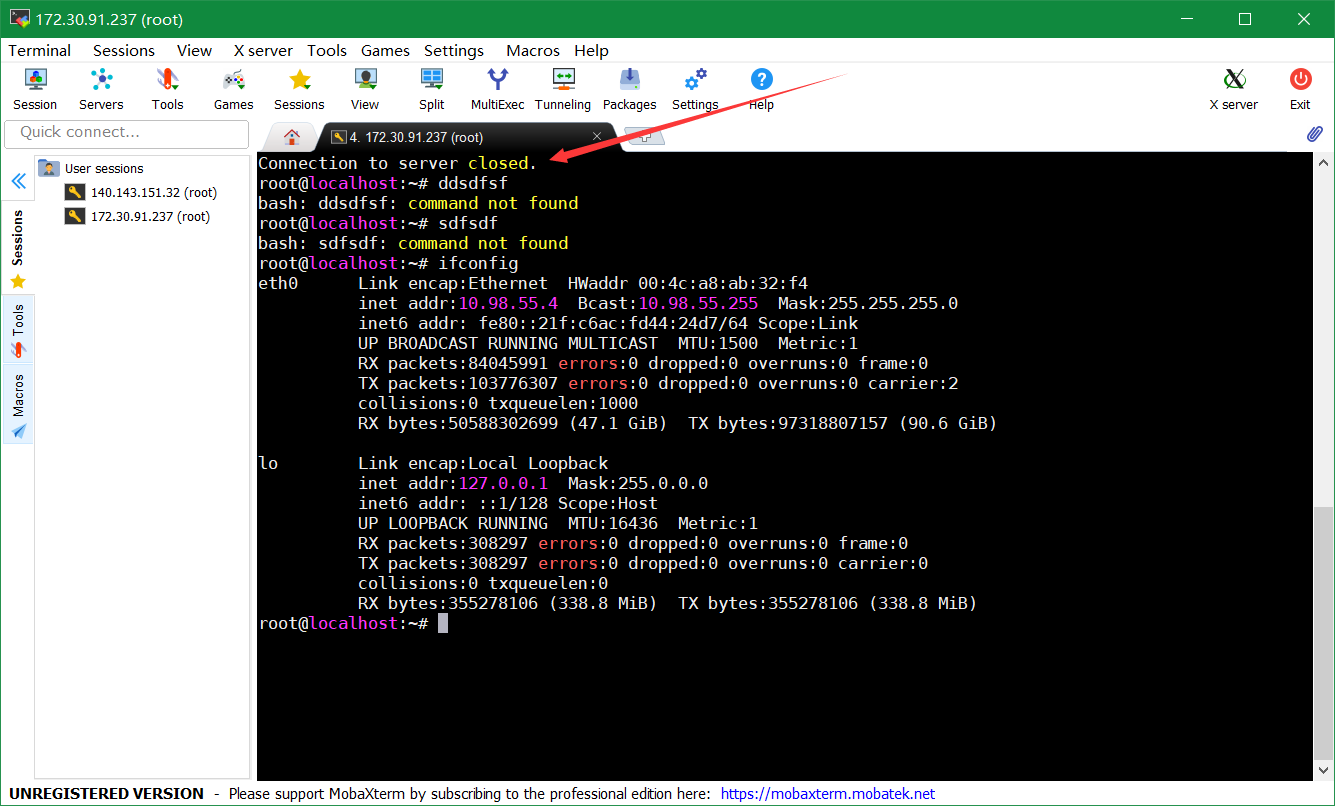 172.30.91.237 (root)
Terminal Sessions View X server Tools Games Settings Macros Help
Session Servers Tools Games Sessions View Split MultiExec Tunneling Packages Settings Help X server Exit
Quick connect...
4. 172.30.91.237 (root)
User sessions
140.143.151.32 (root)
172.30.91.237 (root)
Sessions
Tools
Macros
Connection to server closed.
root@localhost:~# ddsdfsf
bash: ddsdfsf: command not found
root@localhost:~# sdfsdf
bash: sdfsdf: command not found
root@localhost:~# ifconfig
eth0 Link encap:Ethernet HWaddr 00:4c:a8:ab:32:f4
inet addr:10.98.55.4 Bcast:10.98.55.255 Mask:255.255.255.0
inet6 addr: fe80::21f:c6ac:fd44:24d7/64 Scope:Link
UP BROADCAST RUNNING MULTICAST MTU:1500 Metric:1
RX packets:84045991 errors:0 dropped:0 overruns:0 frame:0
TX packets:103776307 errors:0 dropped:0 overruns:0 carrier:2
collisions:0 txqueuelen:1000
RX bytes:50588302699 (47.1 GiB) TX bytes:97318807157 (90.6 GiB)
lo Link encap:Local Loopback
inet addr:127.0.0.1 Mask:255.0.0.0
inet6 addr: ::1/128 Scope:Host
UP LOOPBACK RUNNING MTU:16436 Metric:1
RX packets:308297 errors:0 dropped:0 overruns:0 frame:0
TX packets:308297 errors:0 dropped:0 overruns:0 carrier:0
collisions:0 txqueuelen:0
RX bytes:355278106 (338.8 MiB) TX bytes:355278106 (338.8 MiB)
root@localhost:~#
UNREGISTERED VERSION - Please support MobaXterm by subscribing to the professional edition here: https://mobaxterm.mobatek.net